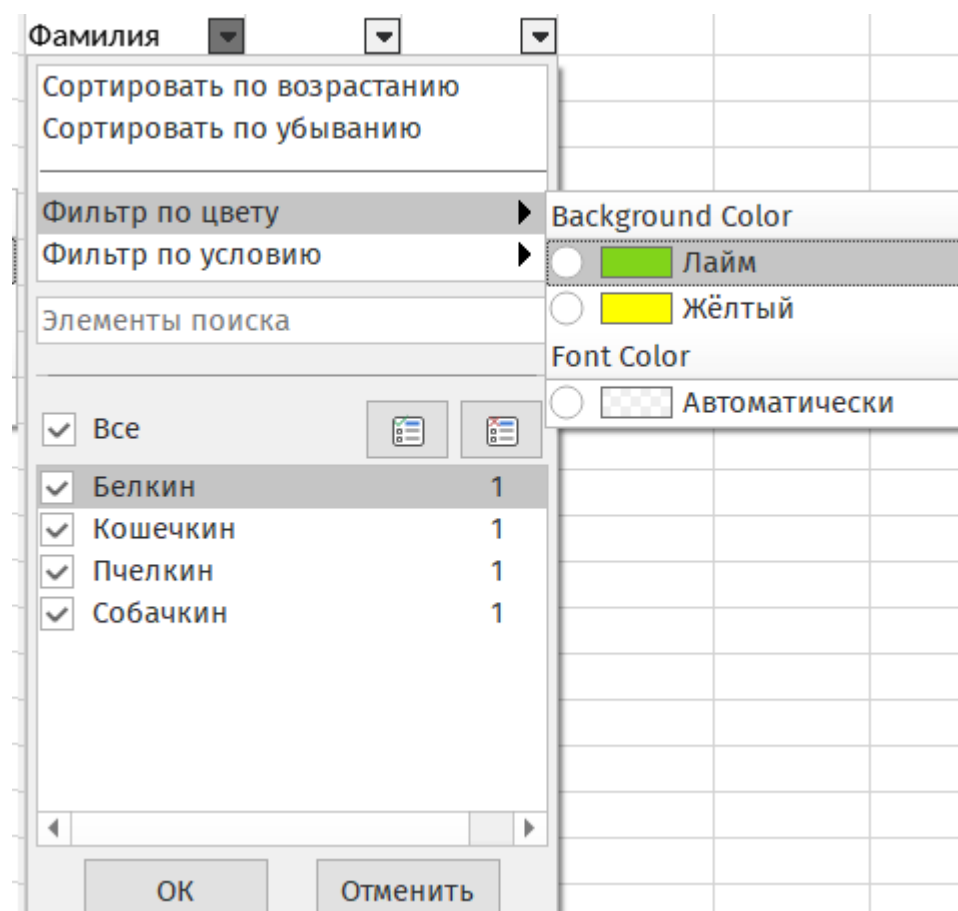 Фамилия
Сортировать по возрастанию
Сортировать по убыванию
Фильтр по цвету
Фильтр по условию
Background Color
Лайм
Жёлтый
Font Color
Автоматически
Элементы поиска
Все
Белкин 1
Кошечкин 1
Пчелкин 1
Собачкин 1
ОК Отменить